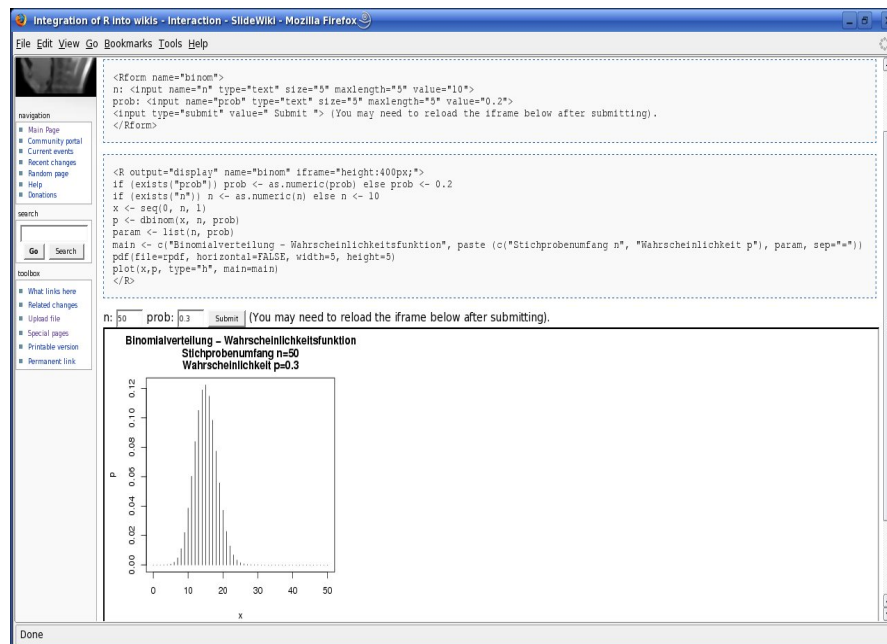 Integration of R into wikis - Interaction - SlideWiki - Mozilla Firefox
File Edit View Go Bookmarks Tools Help
navigation
Main Page
Community portal
Current events
Recent changes
Random page
Help
Donations
search
Go Search
toolbox
What links here
Related changes
Upload file
Special pages
Printable version
Permanent link
<Rform name="binom">
n: <input name="n" type="text" size="5" maxlength="5" value="10">
prob: <input name="prob" type="text" size="5" maxlength="5" value="0.2">
<input type="submit" value=" Submit "> (You may need to reload the iframe below after submitting).
</Rform>
<R output="display" name="binom" iframe="height:400px;">
if (exists("prob")) prob <- as.numeric(prob) else prob <- 0.2
if (exists("n")) n <- as.numeric(n) else n <- 10
x <- seq(0, n, 1)
p <- dbinom(x, n, prob)
param <- list(n, prob)
main <- c("Binomialverteilung - Wahrscheinlichkeitsfunktion", paste (c("Stichprobenumfang n", "Wahrscheinlichkeit p"), param, sep="="))
pdf(file=rpdf, horizontal=FALSE, width=5, height=5)
plot(x,p, type="h", main=main)
</R>
n: 50 prob: 0.3 Submit (You may need to reload the iframe below after submitting).
Binomialverteilung – Wahrscheinlichkeitsfunktion
Stichprobenumfang n=50
Wahrscheinlichkeit p=0.3
0.12
0.10
0.08
0.06
0.04
0.02
0.00
p
0 10 20 30 40 50
x
Done